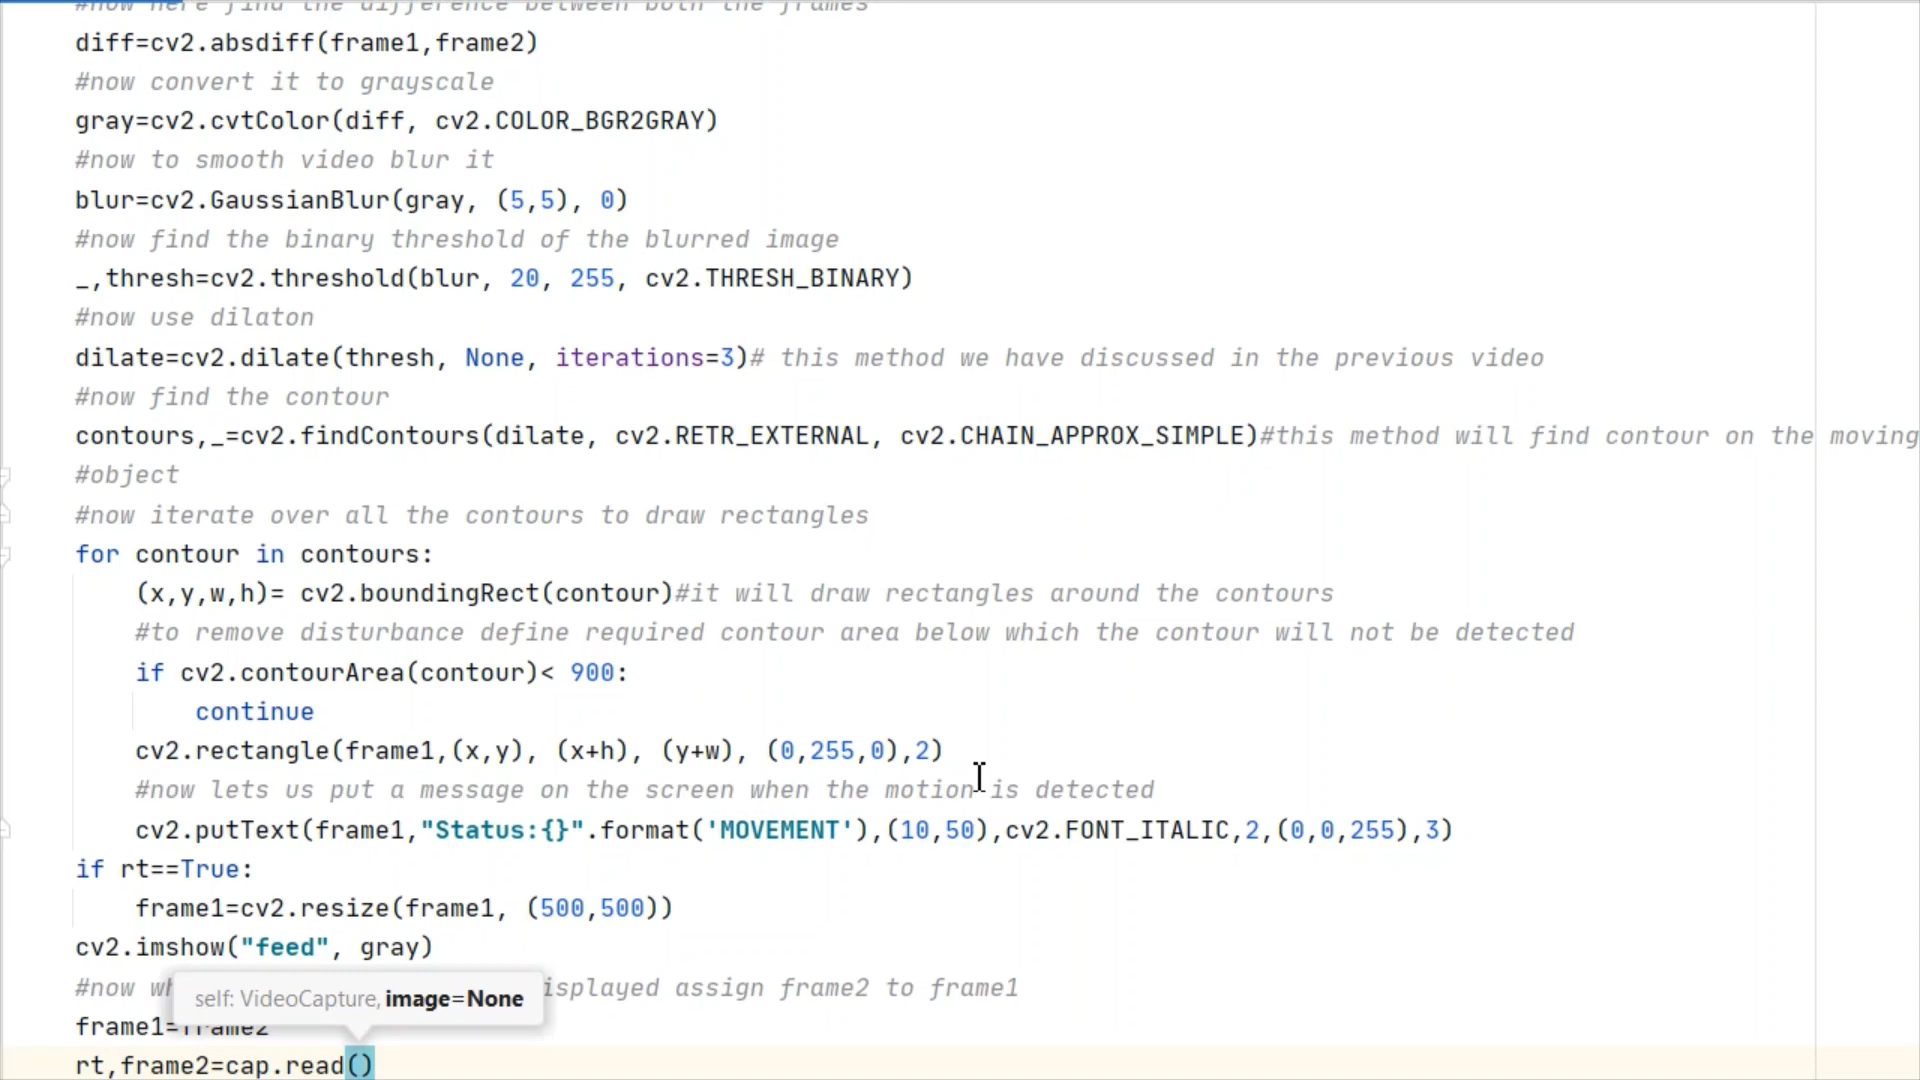 #now here find the difference between both the frames
diff=cv2.absdiff(frame1,frame2)
#now convert it to grayscale
gray=cv2.cvtColor(diff, cv2.COLOR_BGR2GRAY)
#now to smooth video blur it
blur=cv2.GaussianBlur(gray, (5,5), 0)
#now find the binary threshold of the blurred image
_,thresh=cv2.threshold(blur, 20, 255, cv2.THRESH_BINARY)
#now use dilaton
dilate=cv2.dilate(thresh, None, iterations=3)# this method we have discussed in the previous video
#now find the contour
contours,_=cv2.findContours(dilate, cv2.RETR_EXTERNAL, cv2.CHAIN_APPROX_SIMPLE)#this method will find contour on the moving
#object
#now iterate over all the contours to draw rectangles
for contour in contours:
(x,y,w,h)= cv2.boundingRect(contour)#it will draw rectangles around the contours
#to remove disturbance define required contour area below which the contour will not be detected
if cv2.contourArea(contour)< 900:
continue
cv2.rectangle(frame1,(x,y), (x+h), (y+w), (0,255,0),2)
#now lets us put a message on the screen when the motion is detected
cv2.putText(frame1,"Status:{}".format('MOVEMENT'),(10,50),cv2.FONT_ITALIC,2,(0,0,255),3)
if rt==True:
frame1=cv2.resize(frame1, (500,500))
cv2.imshow("feed", gray)
#now isplayed assign frame2 to frame1
self: VideoCapture, image=None
frame1=frame2
rt,frame2=cap.read()